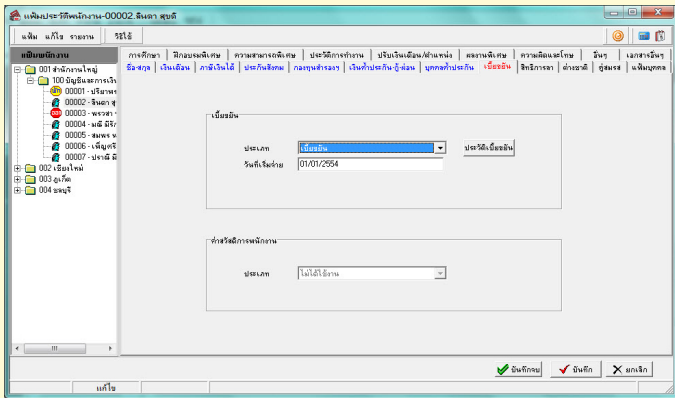 แฟ้มประวัติพนักงาน-00002.จินดา สุขดี
แฟ้ม แก้ไข รายงาน วิธีใช้
แฟ้มพนักงาน
001 สำนักงานใหญ่
100 บัญชีและการเงิ
00001 - ปรียาพร
00002 - จินดา สุ
00003 - พรวสา
00004 - มณี มีรั
00005 - สมพร
00006 - เพ็ญศรี
00007 - ปราณี มี
002 เชียงใหม่
003 ภูเก็ต
004 ชลบุรี
การศึกษา ฝึกอบรมพิเศษ ความสามารถพิเศษ ประวัติการทำงาน ปรับเงินเดือน/ตำแหน่ง ผลงานพิเศษ ความผิดและโทษ อื่นๆ เอกสารอื่นๆ
ชื่อ-สกุล เงินเดือน ภาษีเงินได้ ประกันสังคม กองทุนสำรองฯ เงินค้ำประกัน-กู้-ผ่อน บุคคลค้ำประกัน เบี้ยขยัน สิทธิการลา ต่างชาติ คู่สมรส แฟ้มบุคคล
เบี้ยขยัน
ประเภท เบี้ยขยัน ประวัติเบี้ยขยัน
วันที่เริ่มจ่าย 01/01/2554
ค่าสวัสดิการพนักงาน
ประเภท ไม่ได้ใช้งาน
บันทึกจบ บันทึก ยกเลิก
แก้ไข